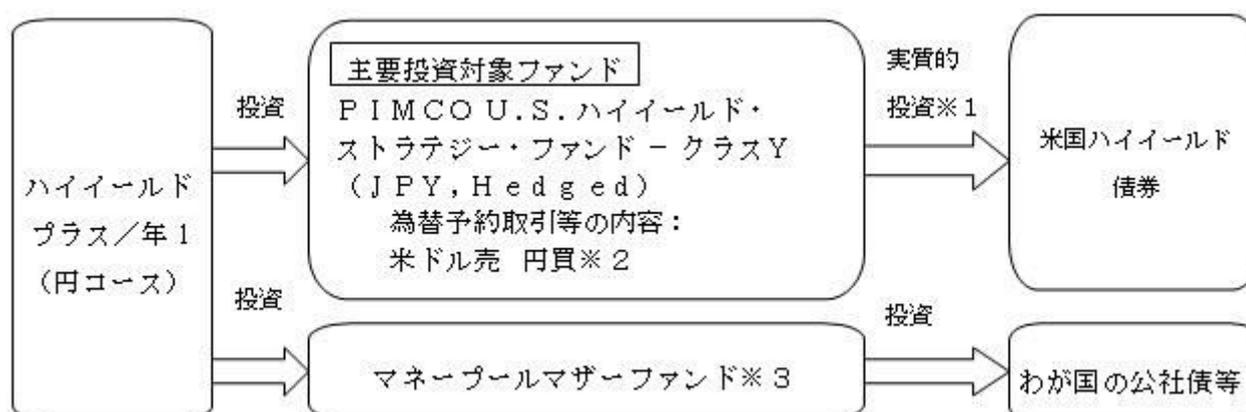 ハイイールド
プラス／年１
（円コース）
投資
主要投資対象ファンド
ＰＩＭＣＯ Ｕ.Ｓ.ハイイールド・
ストラテジー・ファンド－クラスＹ
（ＪＰＹ,Ｈｅｄｇｅｄ）
為替予約取引等の内容：
米ドル売 円買※２
実質的
投資※１
米国ハイイールド
債券
投資
マネープールマザーファンド※３
投資
わが国の公社債等